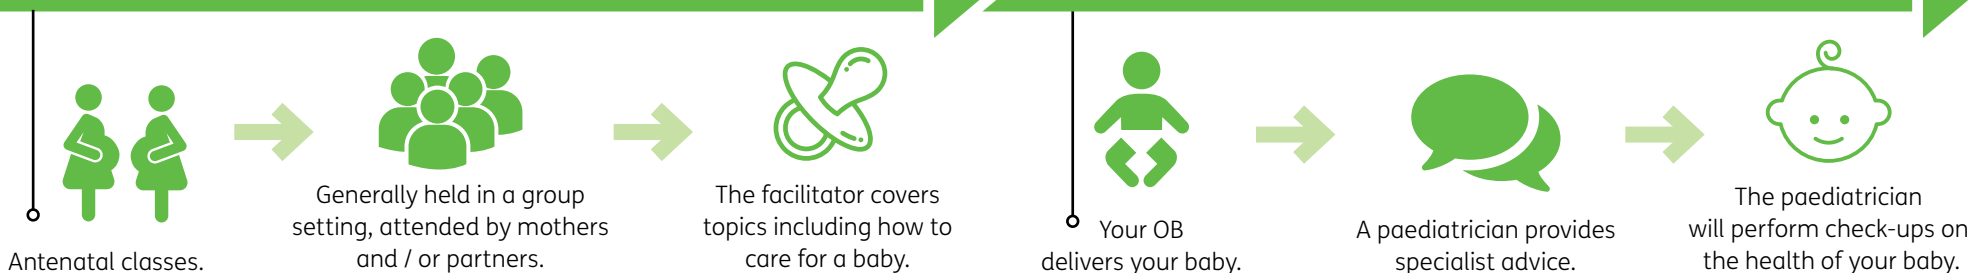 Antenatal classes.
Generally held in a group
setting, attended by mothers
and / or partners.
The facilitator covers
topics including how to
care for a baby.
Your OB
delivers your baby.
A paediatrician provides
specialist advice.
The paediatrician
will perform check-ups on
the health of your baby.